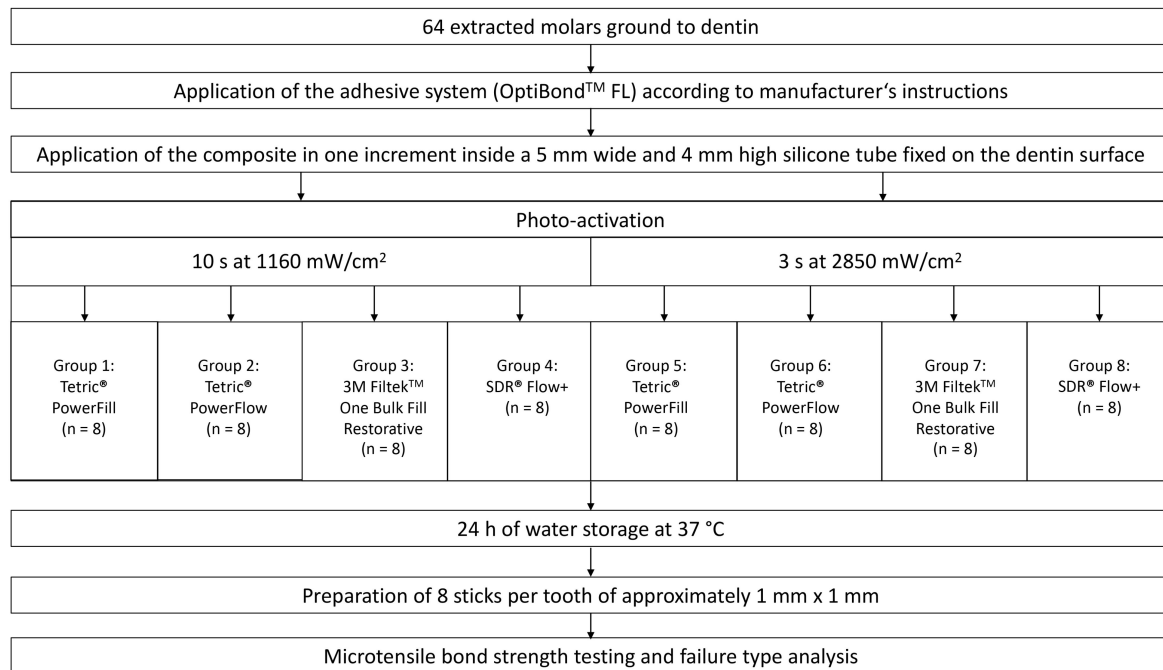 64 extracted molars ground to dentin
Application of the adhesive system (OptiBond™ FL) according to manufacturer‘s instructions
Application of the composite in one increment inside a 5 mm wide and 4 mm high silicone tube fixed on the dentin surface
Photo-activation
10 s at 1160 mW/cm²
3 s at 2850 mW/cm²
Group 1:
Tetric®
PowerFill
(n = 8)
Group 2:
Tetric®
PowerFlow
(n = 8)
Group 3:
3M Filtek™
One Bulk Fill
Restorative
(n = 8)
Group 4:
SDR® Flow+
(n = 8)
Group 5:
Tetric®
PowerFill
(n = 8)
Group 6:
Tetric®
PowerFlow
(n = 8)
Group 7:
3M Filtek™
One Bulk Fill
Restorative
(n = 8)
Group 8:
SDR® Flow+
(n = 8)
24 h of water storage at 37 °C
Preparation of 8 sticks per tooth of approximately 1 mm x 1 mm
Microtensile bond strength testing and failure type analysis